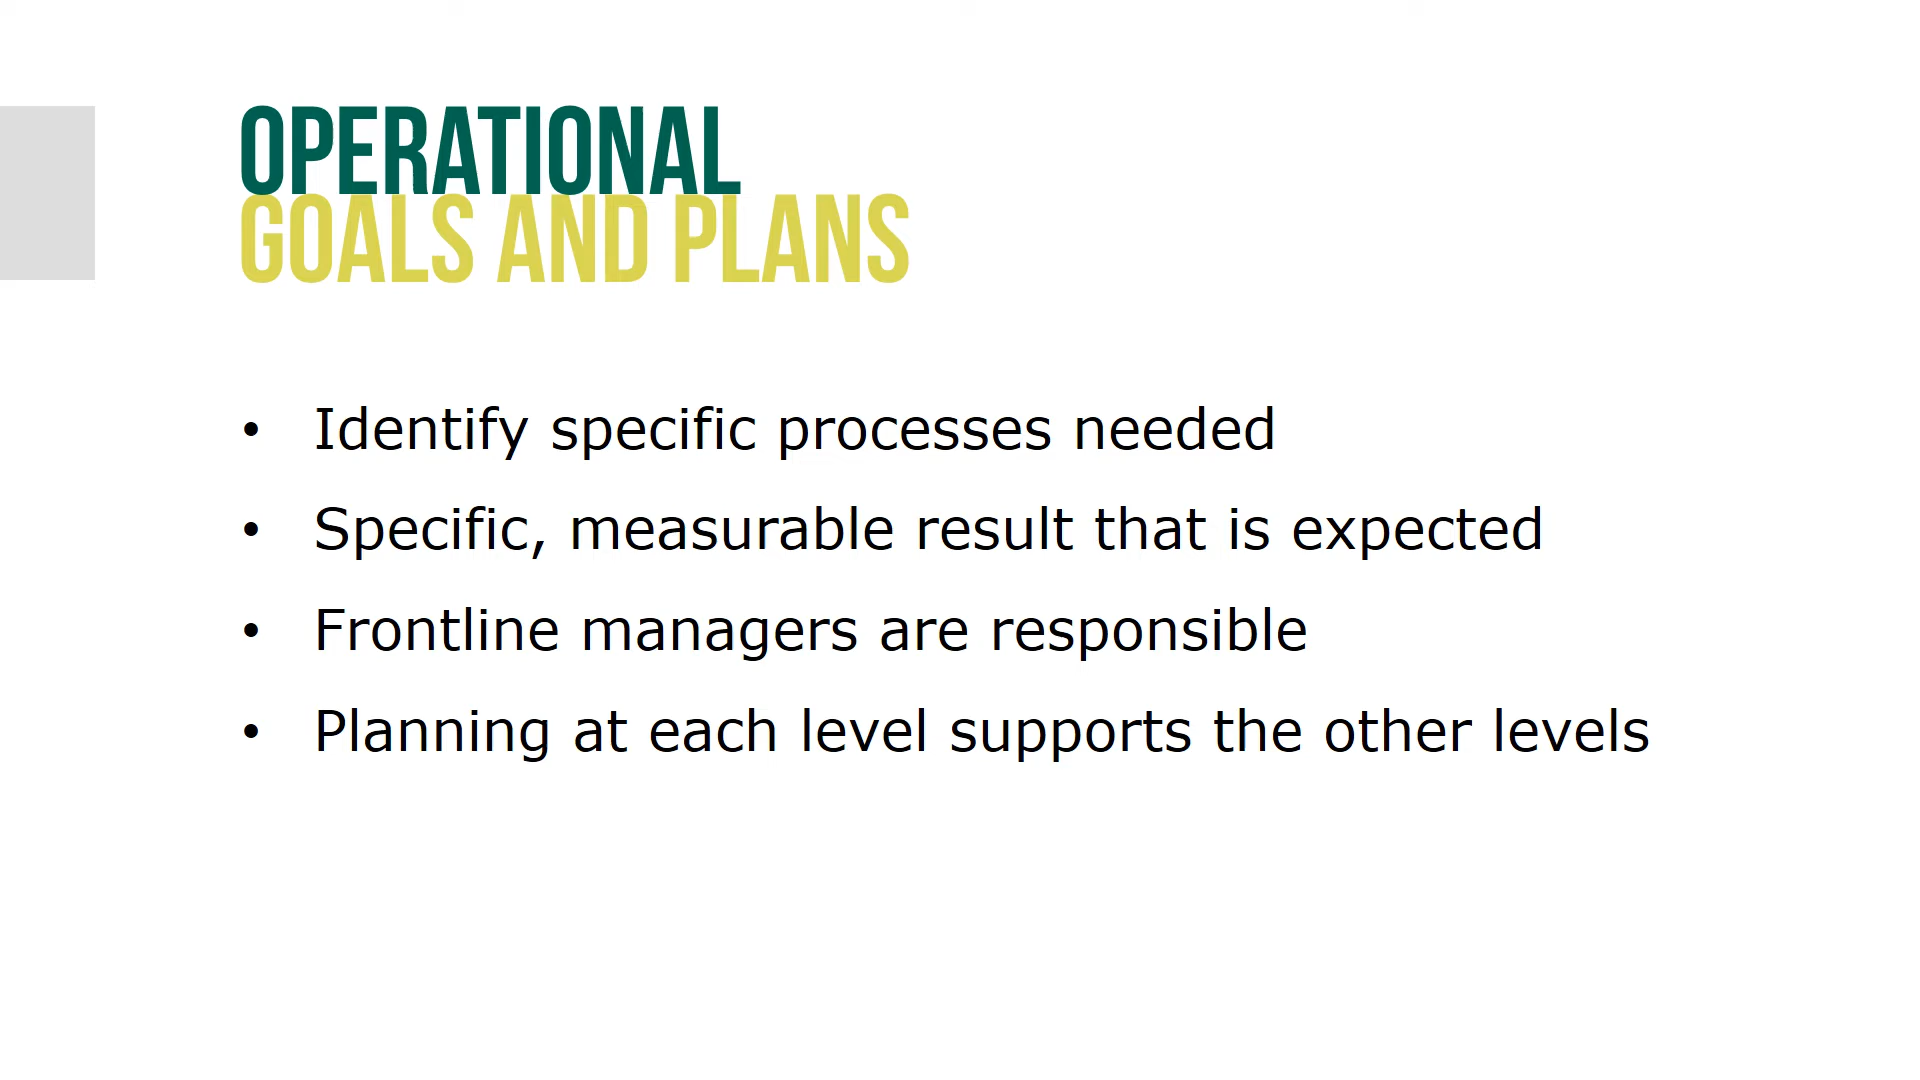 OPERATIONAL
GOALS AND PLANS
• Identify specific processes needed
• Specific, measurable result that is expected
• Frontline managers are responsible
• Planning at each level supports the other levels